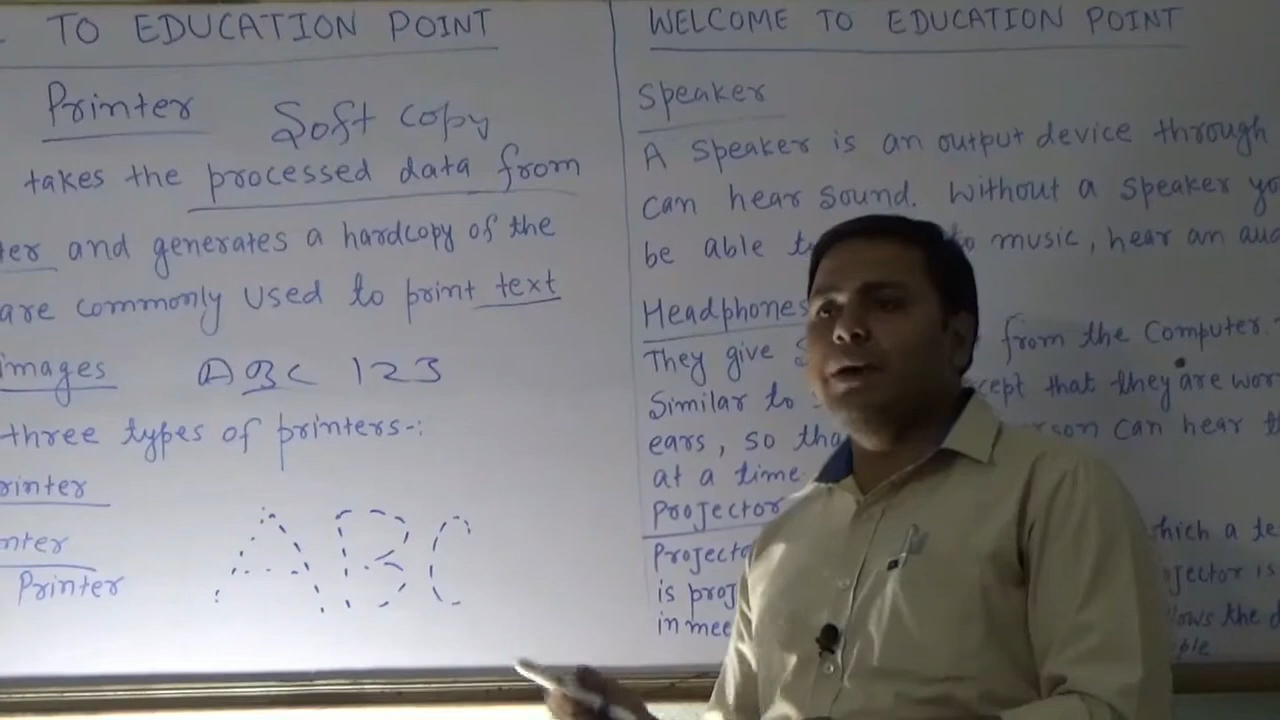 TO EDUCATION POINT
Printer Soft copy
takes the processed data from
ter and generates a hardcopy of the
are commonly used to print text
images ABC 123
three types of printers-:
rinter
nter
Printer
ABC
WELCOME TO EDUCATION POINT
Speaker
A speaker is an output device through
can hear sound. Without a speaker yo
be able to music, hear an aud
Headphones
They give from the computer.
Similar to cept that they are wor
ears, so tha rson can hear
at a time
Projector
Projecto hich a te
is proj ojector is
in mee lows the d
ple